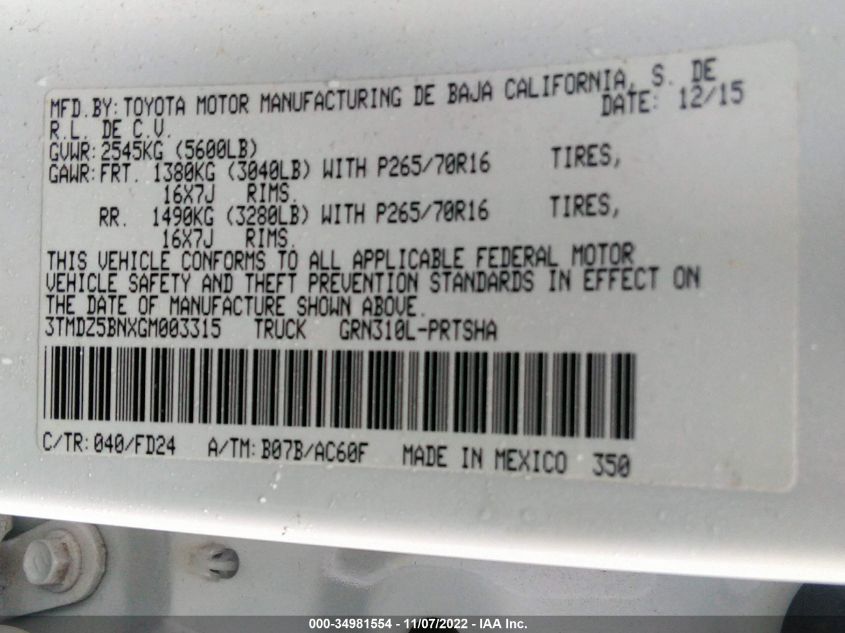 MFD.BY:TOYOTA MOTOR MANUFACTURING DE BAJA CALIFORNIA, S. DE
R.L. DE C.V. DATE: 12/15
GVWR:2545KG (5600LB)
GAWR:FRT. 1380KG (3040LB) WITH P265/70R16 TIRES,
16X7J RIMS.
RR. 1490KG (3280LB) WITH P265/70R16 TIRES,
16X7J RIMS.
THIS VEHICLE CONFORMS TO ALL APPLICABLE FEDERAL MOTOR
VEHICLE SAFETY AND THEFT PREVENTION STANDARDS IN EFFECT ON
THE DATE OF MANUFACTURE SHOWN ABOVE.
3TMDZ5BNXGM003315 TRUCK GRN310L-PRTSHA
C/TR:040/FD24 A/TM:B07B/AC60F MADE IN MEXICO 350
000-34981554 - 11/07/2022 - IAA Inc.